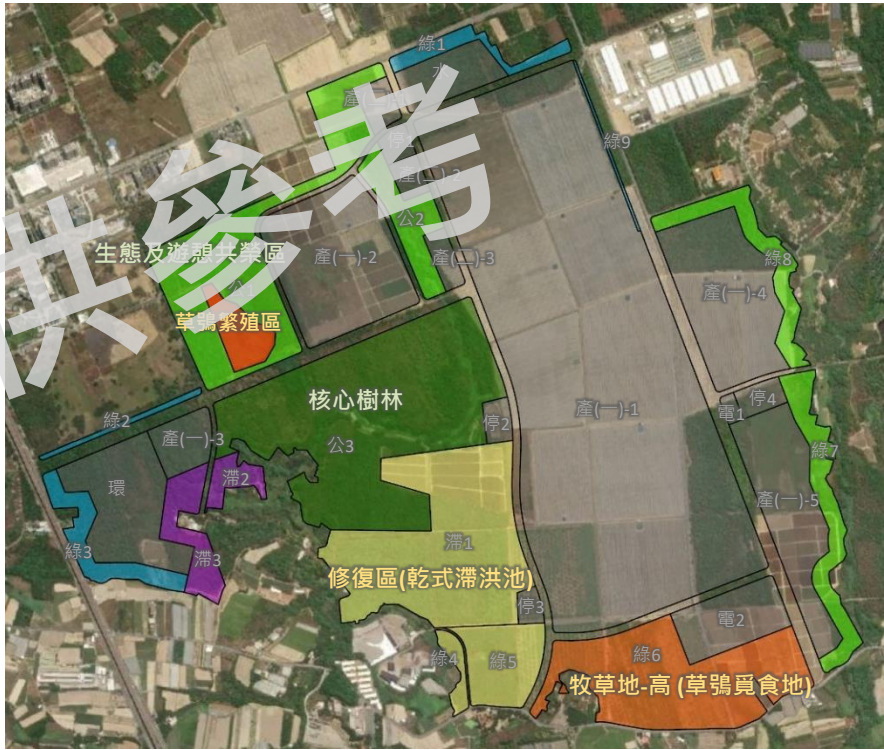 綠1
綠9
停1
公2
供參考
生態及遊憩共榮區
產(一)-2
產(二)-3
綠8
產(一)-4
草鴞繁殖區
核心樹林
產(一)-1
電1
停4
綠2
停2
產(一)-3
公3
綠7
環
滯2
產(一)-5
綠3
滯3
滯1
修復區(乾式滯洪池)
停3
電2
綠4
綠5
綠6
牧草地-高 (草鴞覓食地)